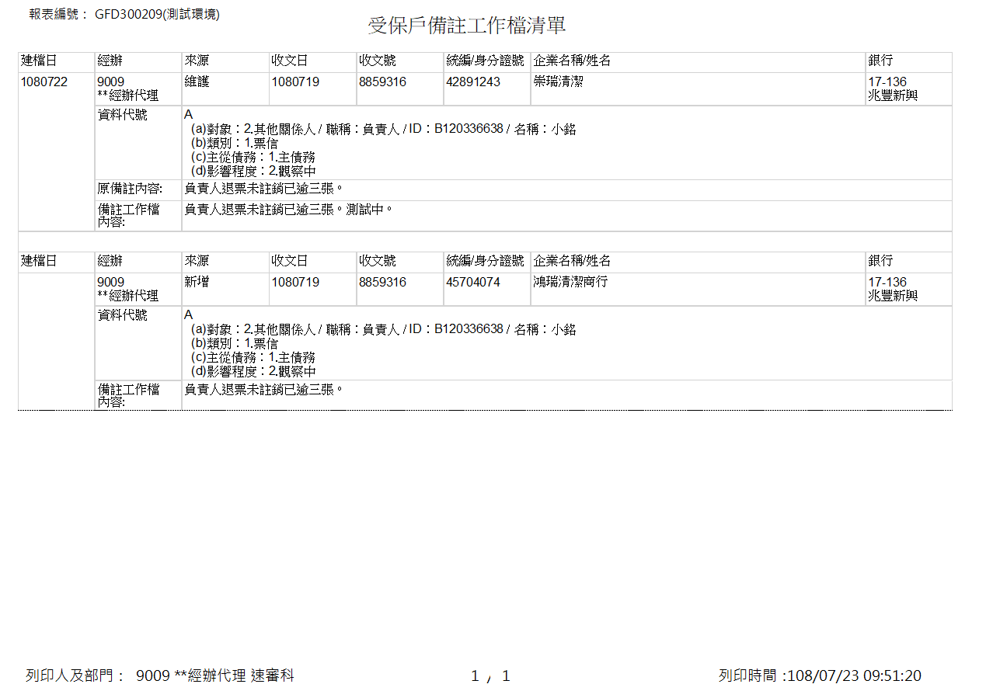 報表編號： GFD300209(測試環境)
受保戶備註工作檔清單
建檔日 經辦 來源 收文日 收文號 統編/身分證號 企業名稱/姓名 銀行
1080722 9009 維護 1080719 8859316 42891243 崇瑞清潔 17-136
**經辦代理 兆豐新興
資料代號 A
(a)對象：2.其他關係人 / 職稱：負責人 / ID：B120336638 / 名稱：小銘
(b)類別：1.票信
(c)主從債務：1.主債務
(d)影響程度：2.觀察中
原備註內容: 負責人退票未註銷已逾三張。
備註工作檔 負責人退票未註銷已逾三張。測試中。
內容:
建檔日 經辦 來源 收文日 收文號 統編/身分證號 企業名稱/姓名 銀行
9009 新增 1080719 8859316 45704074 鴻瑞清潔商行 17-136
**經辦代理 兆豐新興
資料代號 A
(a)對象：2.其他關係人 / 職稱：負責人 / ID：B120336638 / 名稱：小銘
(b)類別：1.票信
(c)主從債務：1.主債務
(d)影響程度：2.觀察中
備註工作檔 負責人退票未註銷已逾三張。
內容:
列印人及部門： 9009 **經辦代理 速審科 1 / 1 列印時間 :108/07/23 09:51:20